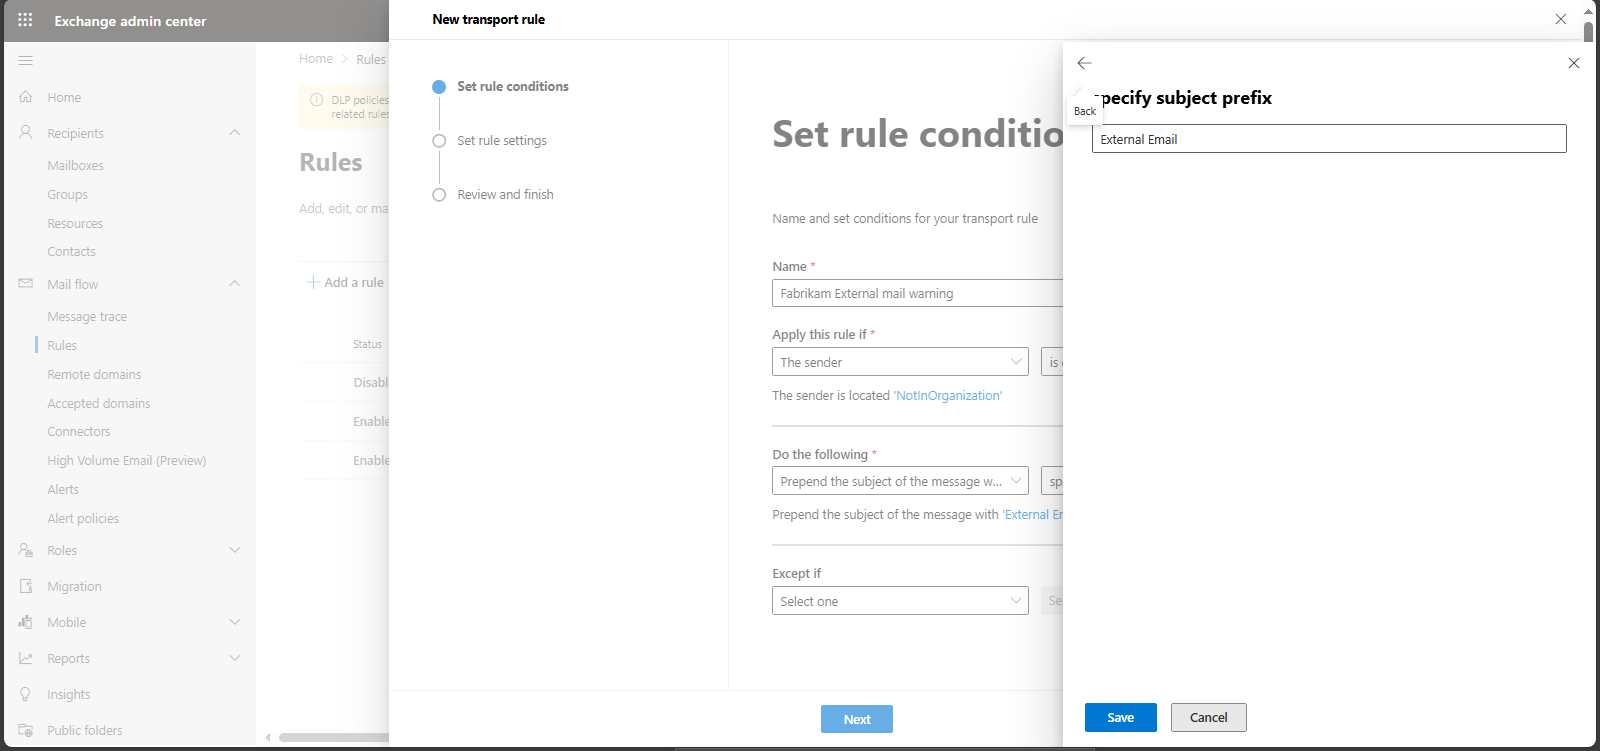 Exchange admin center
New transport rule
Home
Rules
DLP policies
related rules
Home
Recipients
Mailboxes
Groups
Resources
Contacts
Mail flow
Message trace
Rules
Remote domains
Accepted domains
Connectors
High Volume Email (Preview)
Alerts
Alert policies
Roles
Migration
Mobile
Reports
Insights
Public folders
Rules
Add, edit, or ma
Add a rule
Status
Disabl
Enable
Enable
Set rule conditions
Set rule settings
Review and finish
Set rule conditio
Name and set conditions for your transport rule
Name *
Fabrikam External mail warning
Apply this rule if *
The sender
is
The sender is located 'NotInOrganization'
Do the following *
Prepend the subject of the message w...
sp
Prepend the subject of the message with 'External Er
Except if
Select one
Se
Next
Back
pecify subject prefix
External Email
Save
Cancel